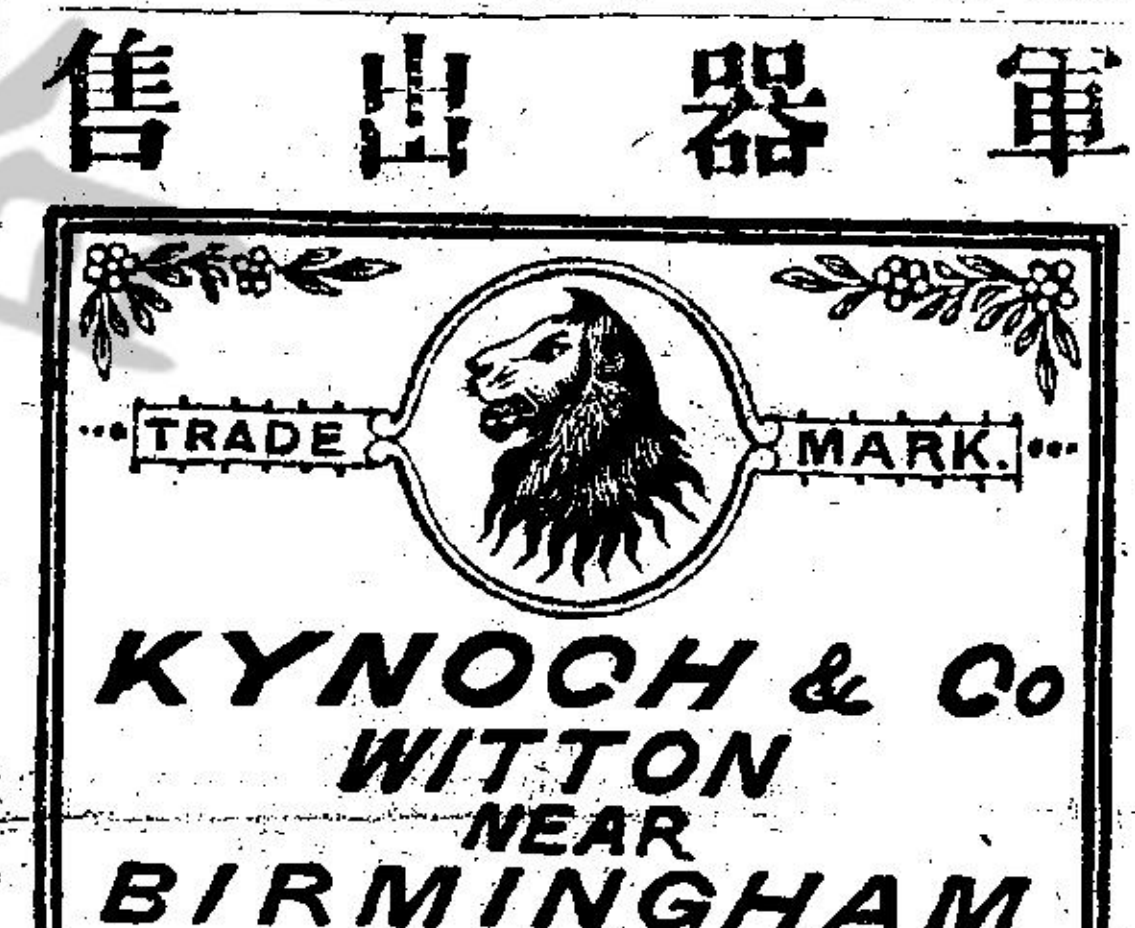 軍器出售
TRADE MARK.
KYNOCH & Co
WITTON
NEAR
BIRMINGHAM